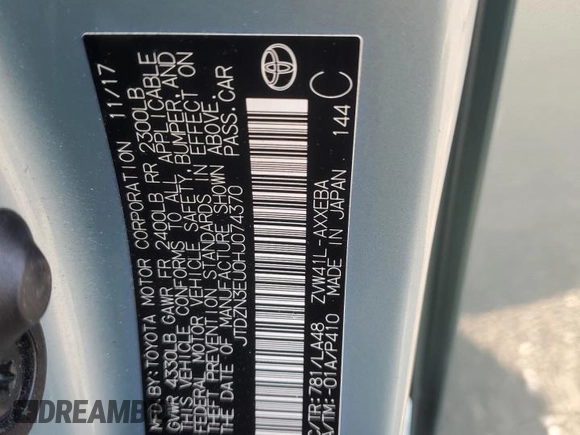 MFD.BY:TOYOTA MOTOR CORPORATION 11/17
GVWR 4330LB GAWR FR 2400LB RR 2300LB
THIS VEHICLE CONFORMS TO ALL APPLICABLE
FEDERAL MOTOR VEHICLE SAFETY, BUMPER, AND
THEFT PREVENTION STANDARDS IN EFFECT ON
THE DATE OF MANUFACTURE SHOWN ABOVE.
JTDZN3EU0HJ074370 PASS.CAR
C/TR:781/LA48 ZVW41L-AXXEBA
A/TM:-01A/P410 MADE IN JAPAN 144
C
DREAMB